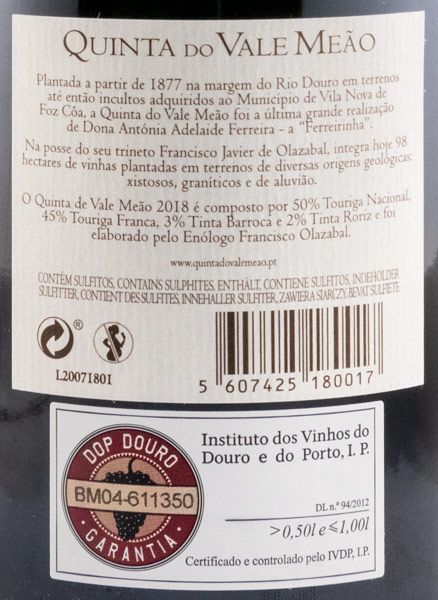 QUINTA DO VALE MEÃO
Plantada a partir de 1877 na margem do Rio Douro em terrenos
até então incultos adquiridos ao Município de Vila Nova de
Foz Côa, a Quinta do Vale Meão foi a última grande realização
de Dona Antónia Adelaide Ferreira - a "Ferreirinha".
Na posse do seu trineto Francisco Javier de Olazabal, integra hoje 98
hectares de vinhas plantadas em terrenos de diversas origens geológicas:
xistosos, graníticos e de aluvião.
O Quinta de Vale Meão 2018 é composto por 50% Touriga Nacional,
45% Touriga Franca, 3% Tinta Barroca e 2% Tinta Roriz e foi
elaborado pelo Enólogo Francisco Olazabal.
www.quintadovalemeao.pt
CONTÉM SULFITOS, CONTAINS SULPHITES, ENTHÄLT, CONTIENE SULFITOS, INDEHOLDER
SULFITTER, CONTIENT DES SULFITES, INNEHALLER SULFITER, ZAWIERA SIARCZY, BEVAT SULFIETE
®
L20071801
5 607425 180017
DOP DOURO
BM04-611350
· GARANTIA ·
Instituto dos Vinhos do
Douro e do Porto, I. P.
DL n.º 94/2012
>0,50l e ≤1,00l
Certificado e controlado pelo IVDP, I.P.